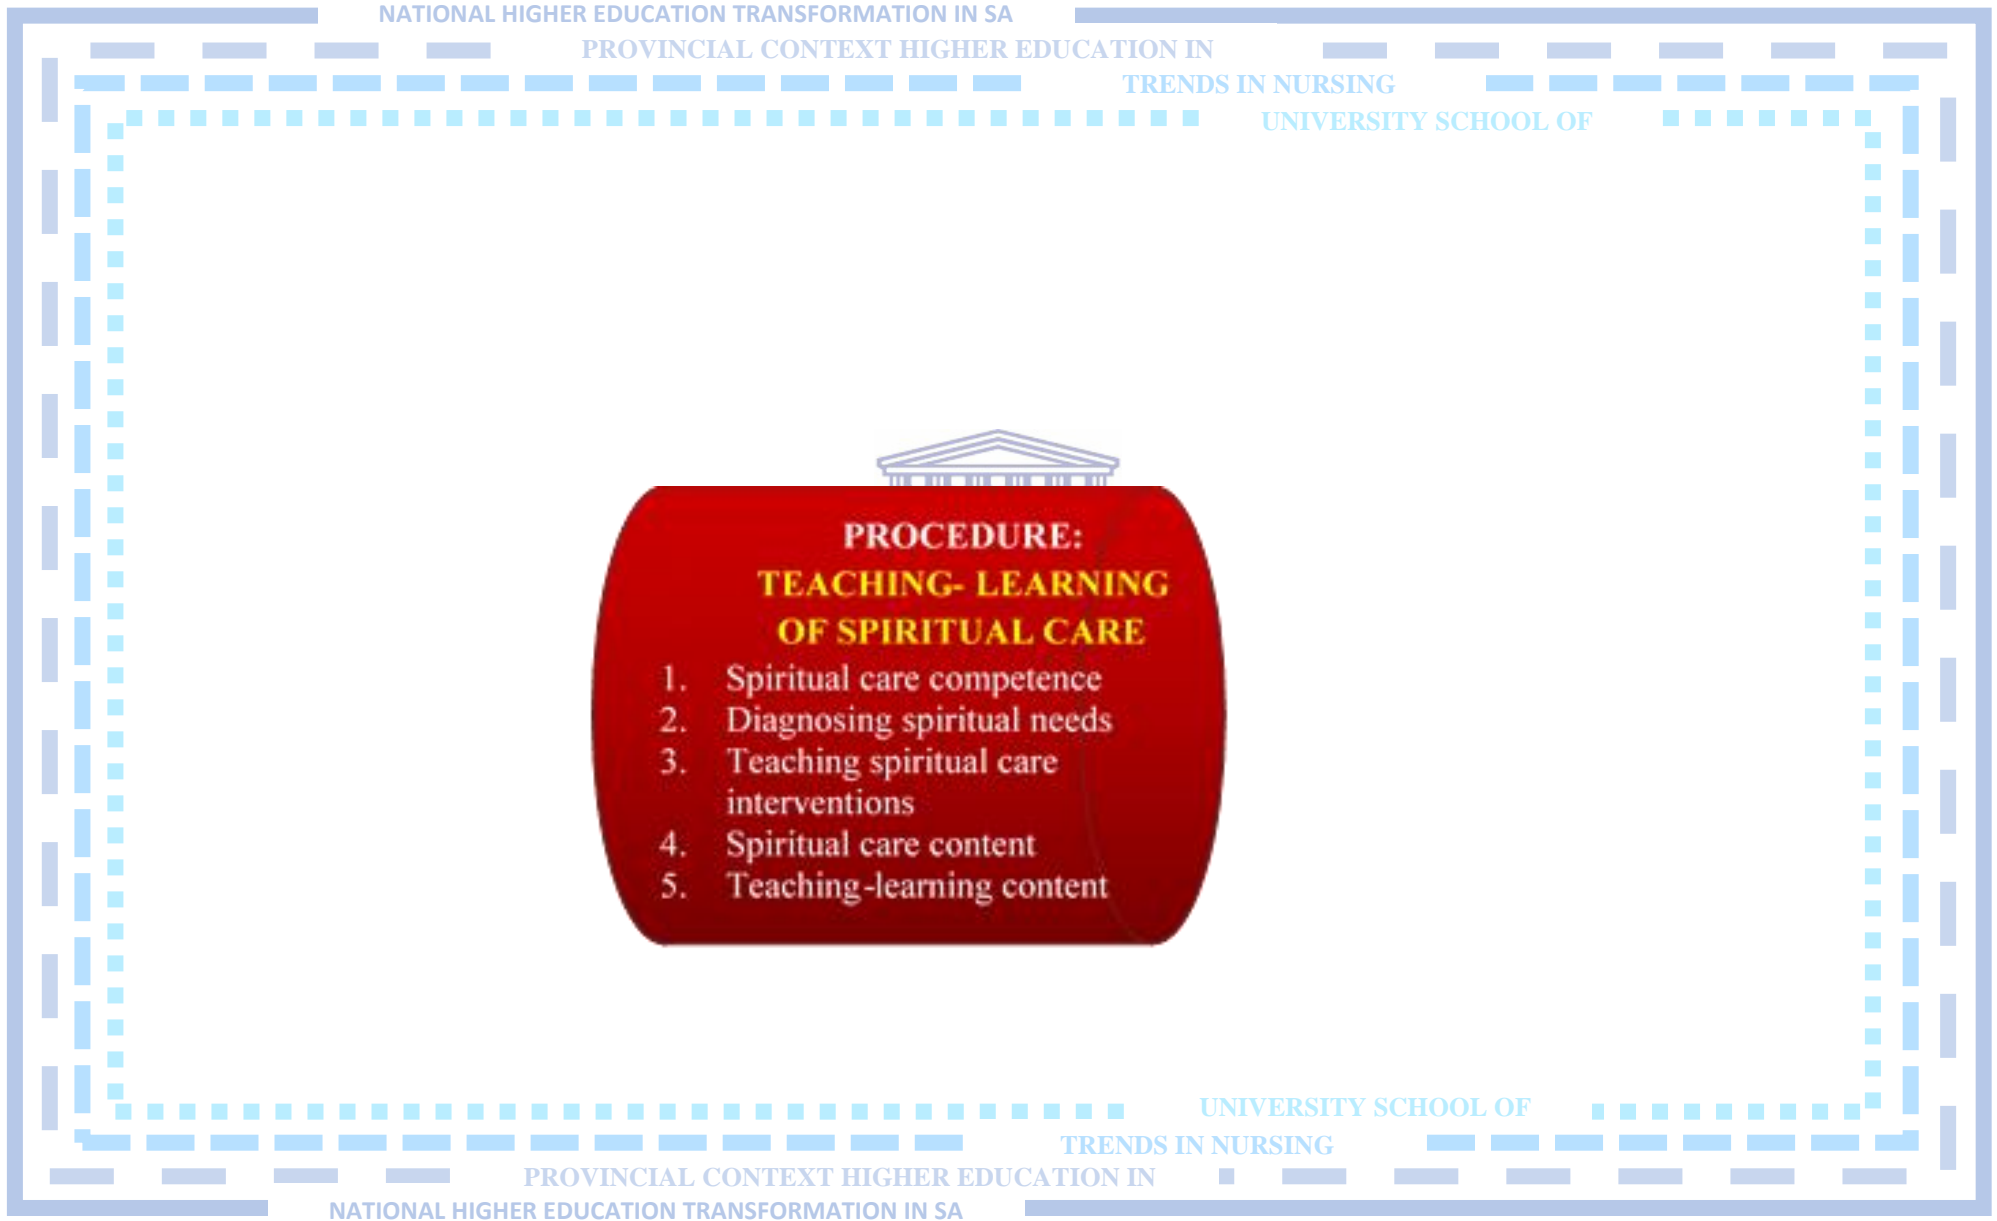 NATIONAL HIGHER EDUCATION TRANSFORMATION IN SA
PROVINCIAL CONTEXT HIGHER EDUCATION IN
TRENDS IN NURSING
UNIVERSITY SCHOOL OF
PROCEDURE:
TEACHING- LEARNING
OF SPIRITUAL CARE
1. Spiritual care competence
2. Diagnosing spiritual needs
3. Teaching spiritual care
interventions
4. Spiritual care content
5. Teaching-learning content
UNIVERSITY SCHOOL OF
TRENDS IN NURSING
PROVINCIAL CONTEXT HIGHER EDUCATION IN
NATIONAL HIGHER EDUCATION TRANSFORMATION IN SA